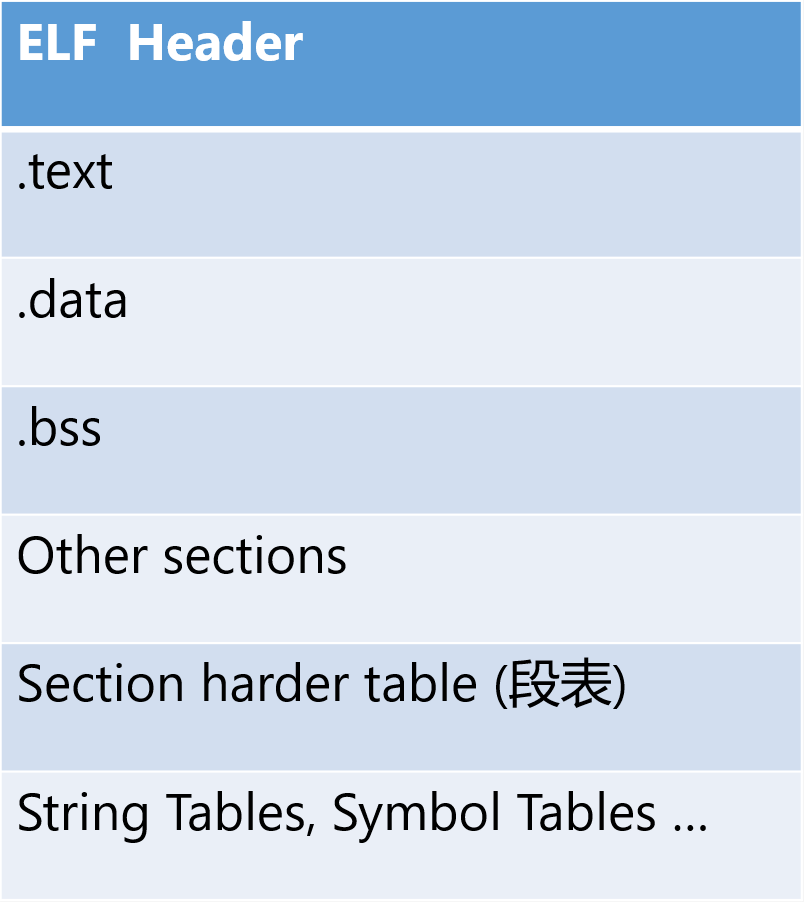 ELF  Header
.text
.data
.bss
Other sections
Section harder table (段表)
String Tables, Symbol Tables ...